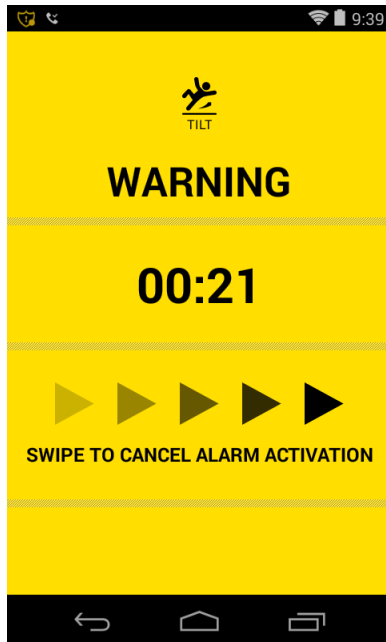 9:39
TILT
WARNING
00:21
SWIPE TO CANCEL ALARM ACTIVATION